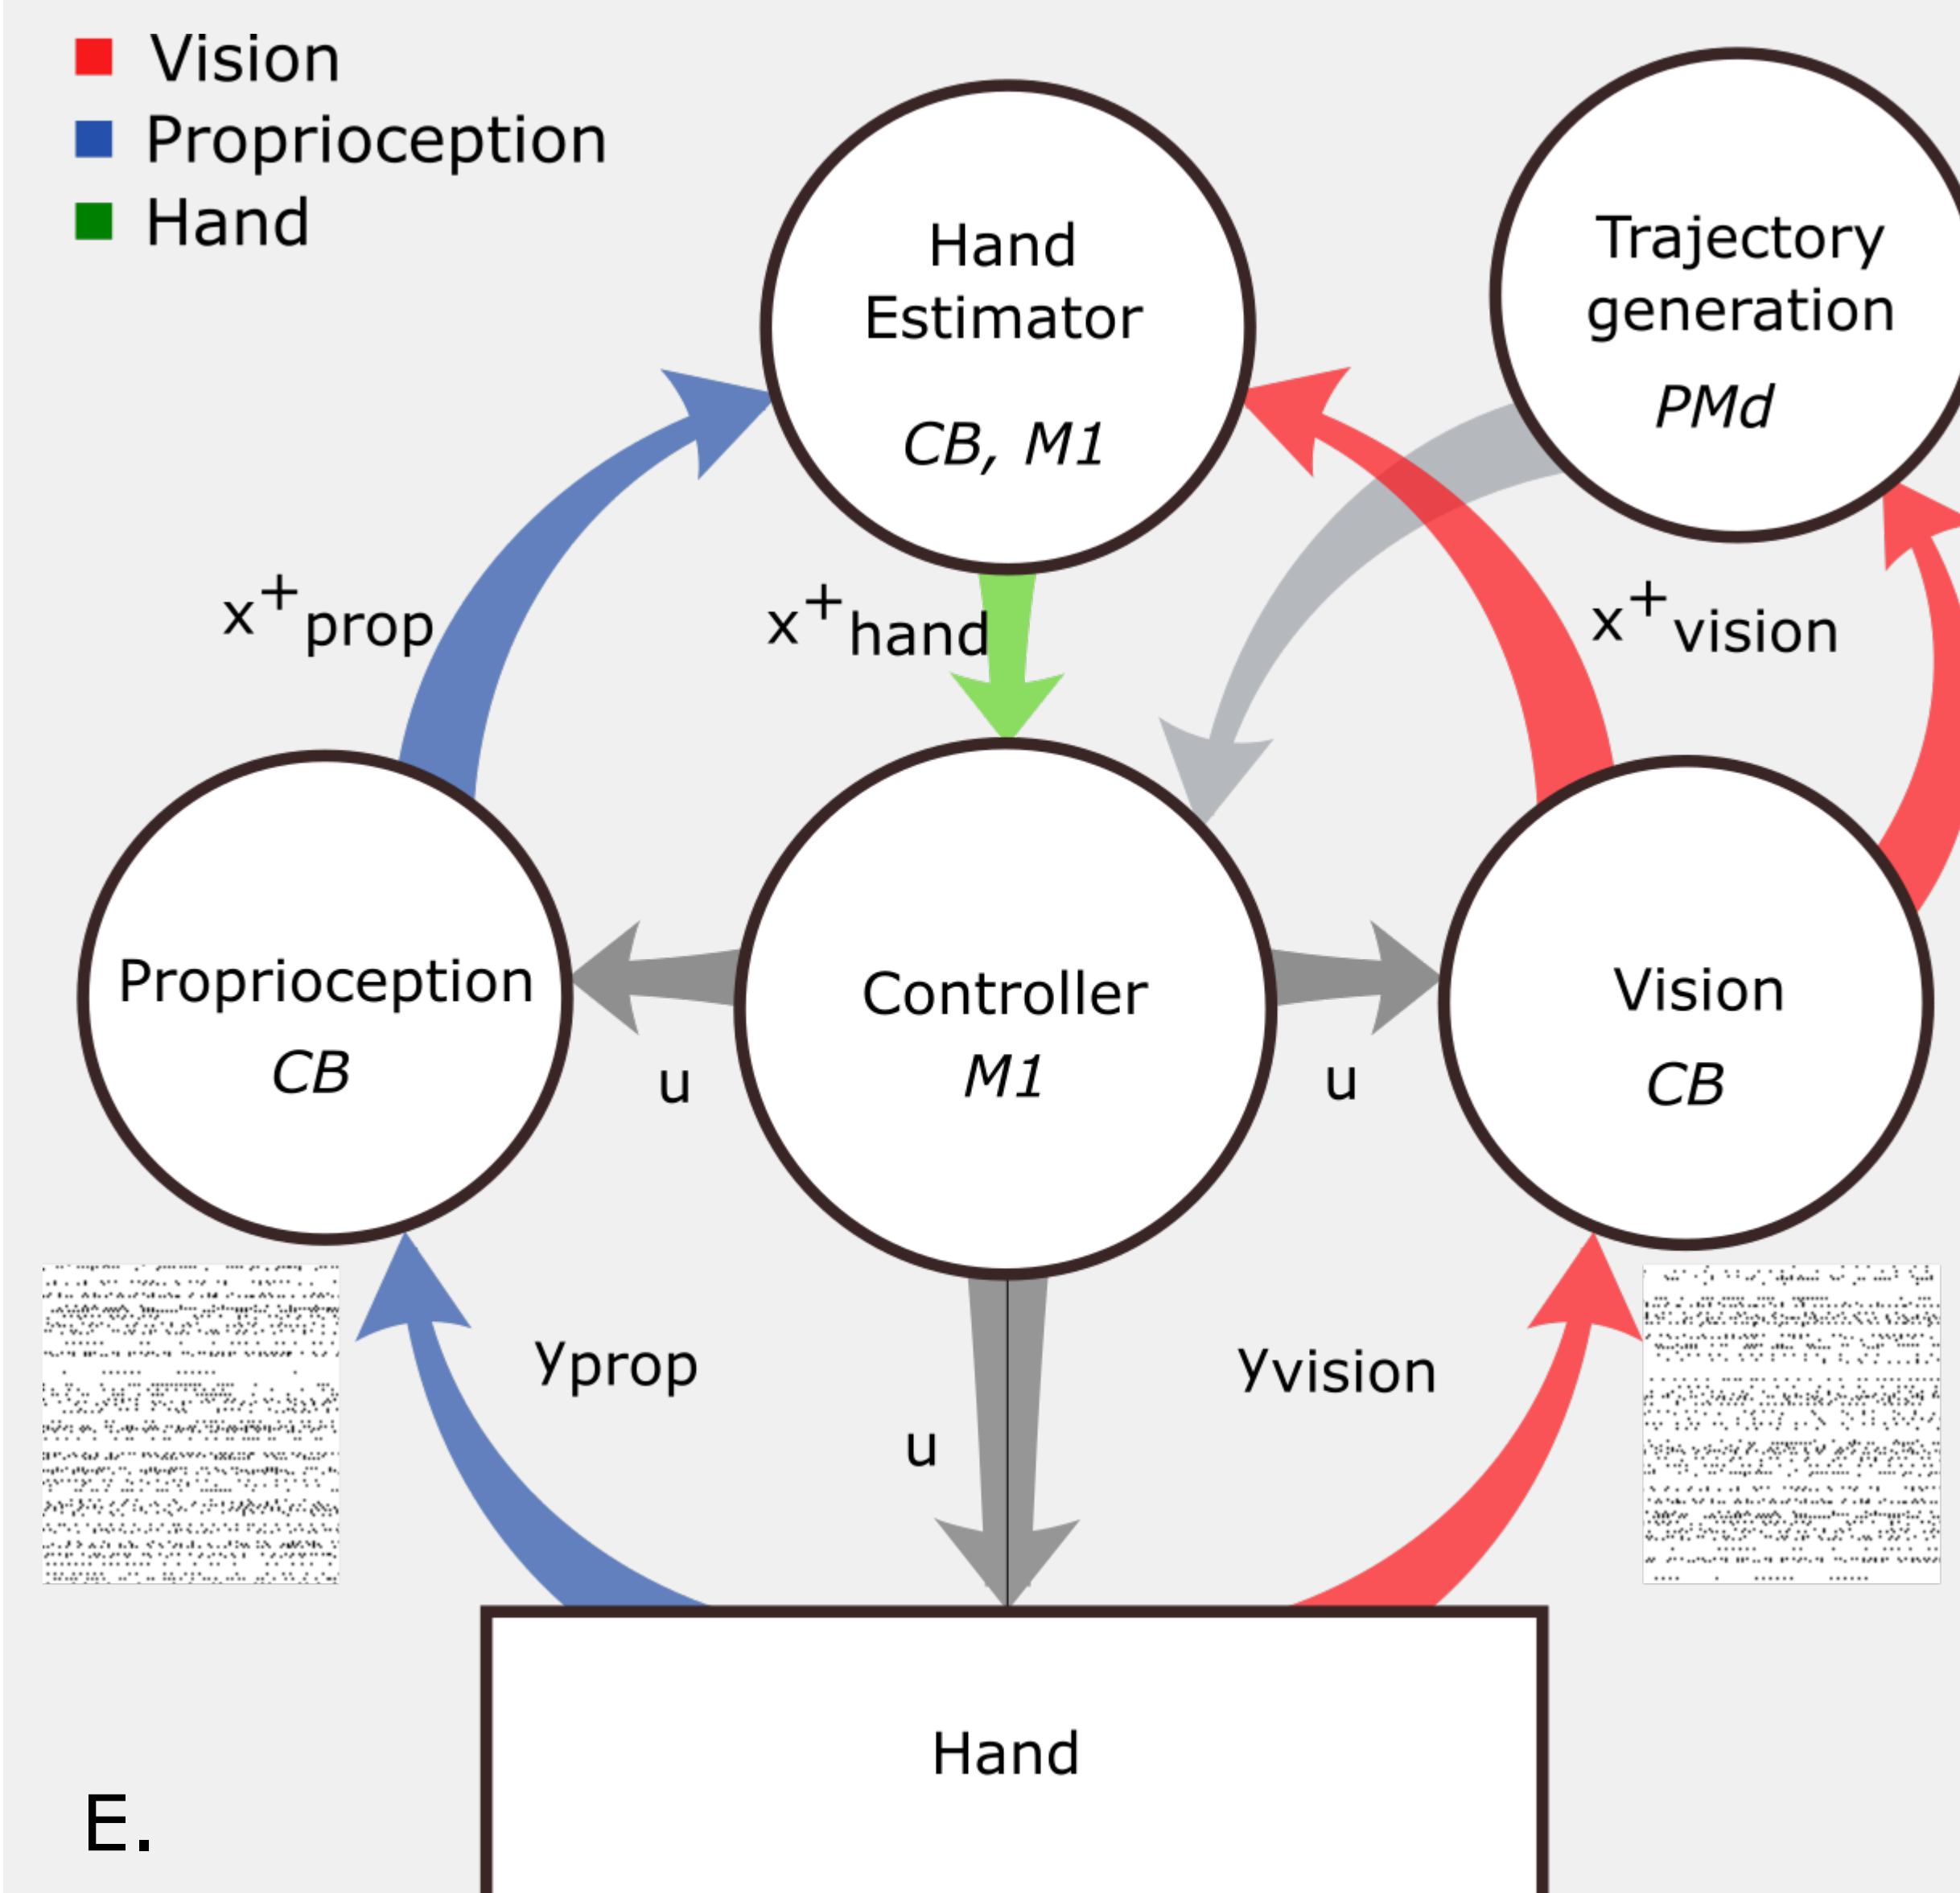 Vision
Proprioception
Hand
Hand
Estimator
CB, M1
Trajectory
generation
PMd
x⁺prop
x⁺hand
x⁺vision
Proprioception
CB
Controller
M1
Vision
CB
u
u
yprop
yvision
u
Hand
E.